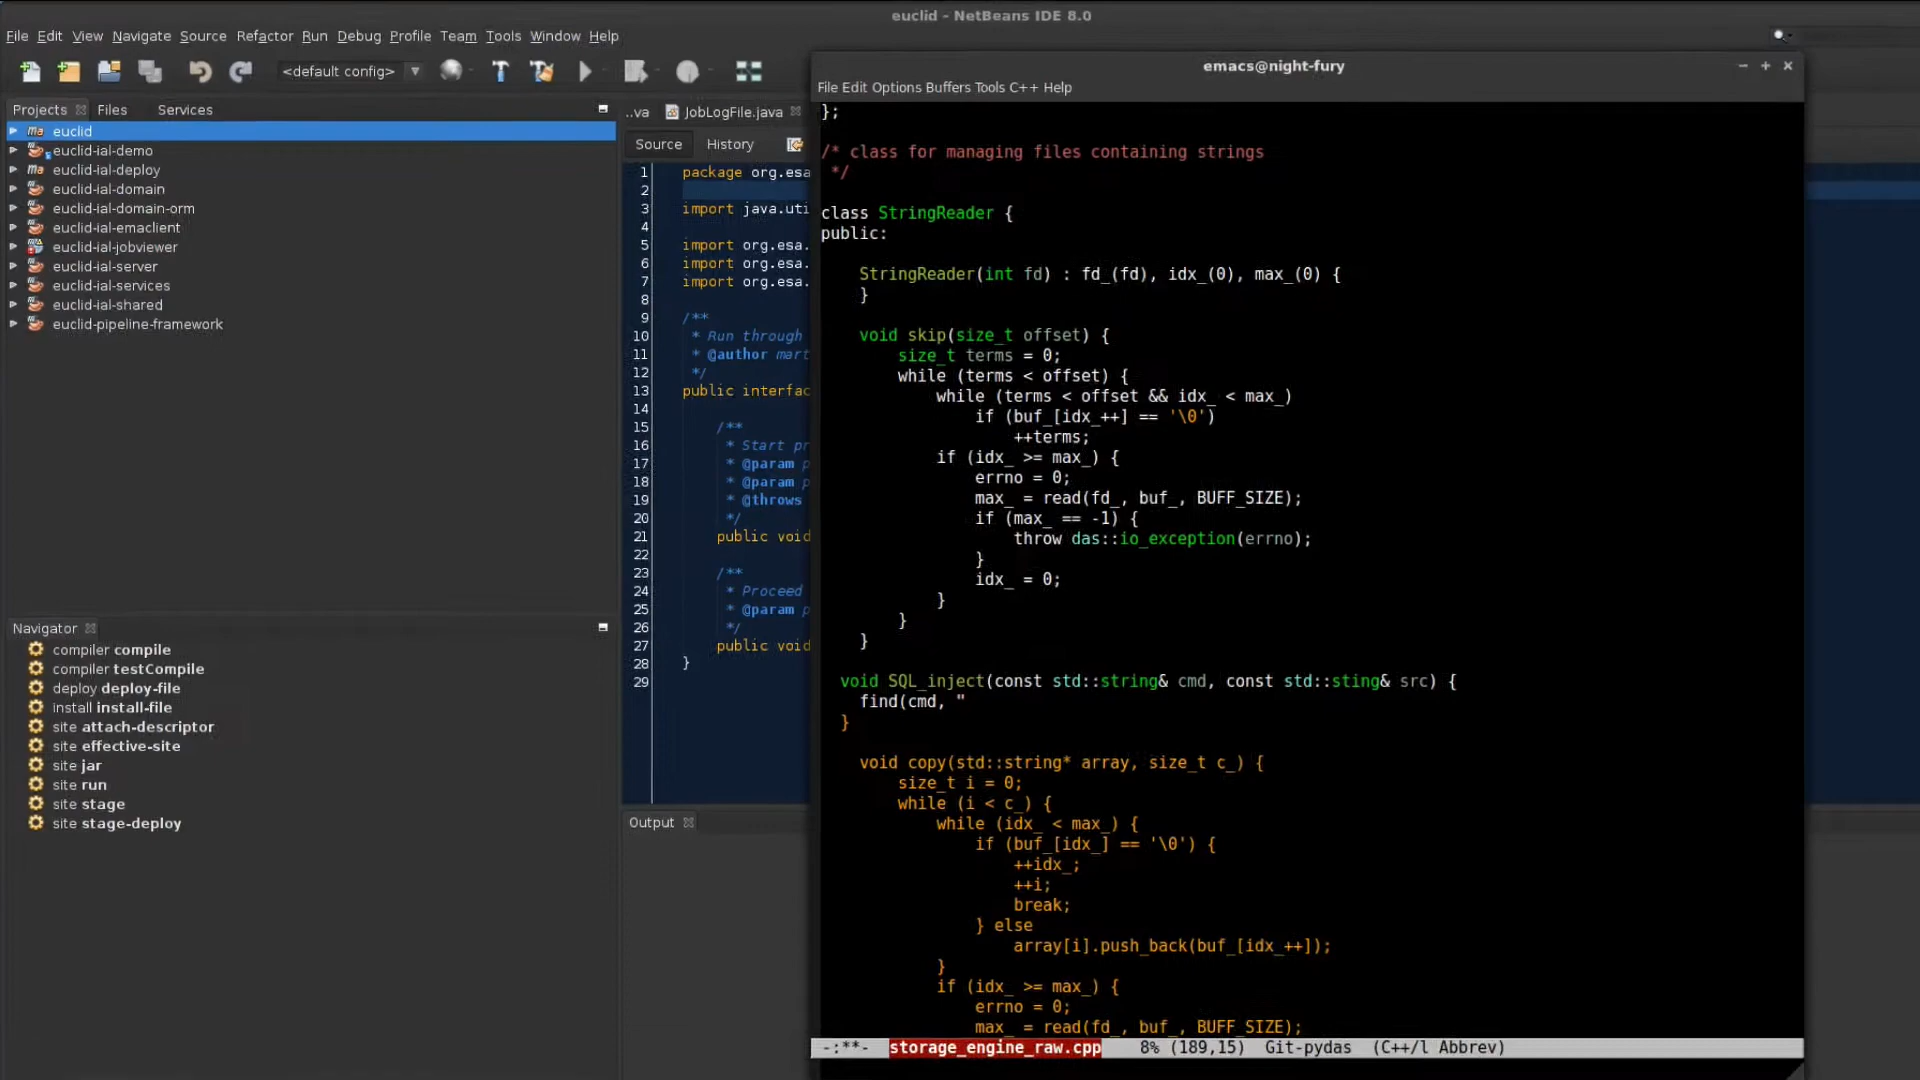 euclid - NetBeans IDE 8.0
File Edit View Navigate Source Refactor Run Debug Profile Team Tools Window Help
<default config>
Projects Files Services
euclid
euclid-ial-demo
euclid-ial-deploy
euclid-ial-domain
euclid-ial-domain-orm
euclid-ial-emaclient
euclid-ial-jobviewer
euclid-ial-server
euclid-ial-services
euclid-ial-shared
euclid-pipeline-framework
Navigator
compiler compile
compiler testCompile
deploy deploy-file
install install-file
site attach-descriptor
site effective-site
site jar
site run
site stage
site stage-deploy
..va JobLogFile.java
Source History
1 package org.esa
2
3 import java.uti
4
5 import org.esa.
6 import org.esa.
7 import org.esa.
8
9 /**
10 * Run through
11 * @author mart
12 */
13 public interfac
14
15 /**
16 * Start pr
17 * @param p
18 * @param p
19 * @throws
20 */
21 public void
22
23 /**
24 * Proceed
25 * @param p
26 */
27 public void
28 }
29
Output
emacs@night-fury
File Edit Options Buffers Tools C++ Help
};
/* class for managing files containing strings
*/
class StringReader {
public:
StringReader(int fd) : fd_(fd), idx_(0), max_(0) {
}
void skip(size_t offset) {
size_t terms = 0;
while (terms < offset) {
while (terms < offset && idx_ < max_)
if (buf_[idx_++] == '\0')
++terms;
if (idx_ >= max_) {
errno = 0;
max_ = read(fd_, buf_, BUFF_SIZE);
if (max_ == -1) {
throw das::io_exception(errno);
}
idx_ = 0;
}
}
}
void SQL_inject(const std::string& cmd, const std::sting& src) {
find(cmd, "
}
void copy(std::string* array, size_t c_) {
size_t i = 0;
while (i < c_) {
while (idx_ < max_) {
if (buf_[idx_] == '\0') {
++idx_;
++i;
break;
} else
array[i].push_back(buf_[idx_++]);
}
if (idx_ >= max_) {
errno = 0;
max_ = read(fd_, buf_, BUFF_SIZE);
-:**- storage_engine_raw.cpp 8% (189,15) Git-pydas (C++/l Abbrev)